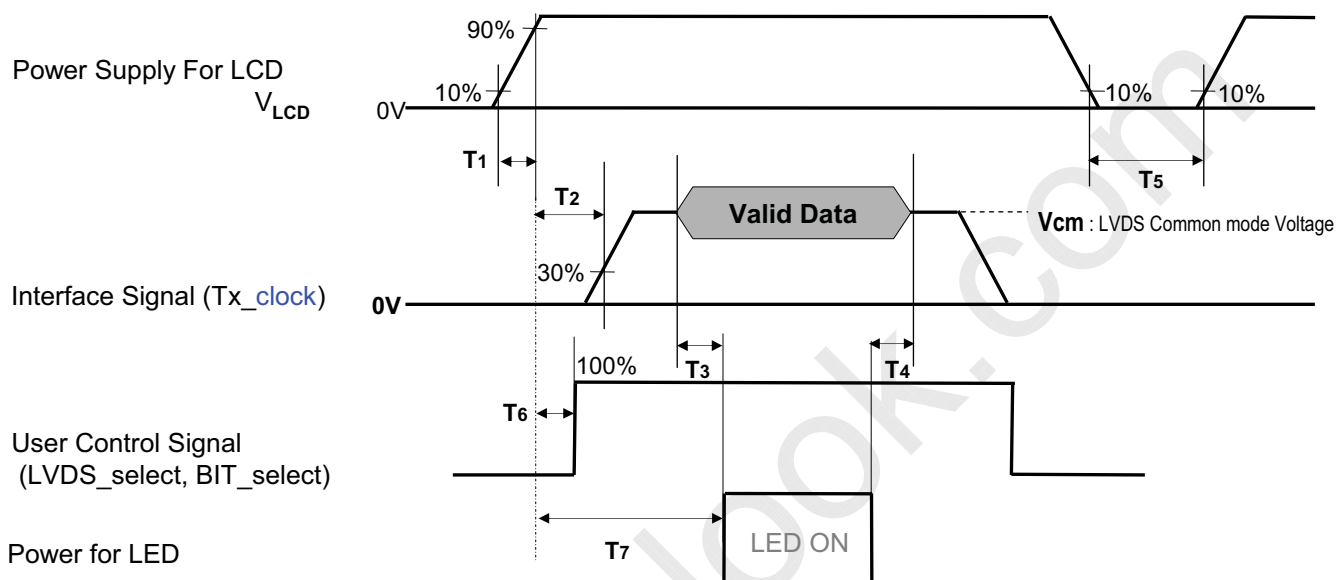 90%
Power Supply For LCD
VLCD
10%
10%
10%
0V
T1
T5
T2
Valid Data
Vcm : LVDS Common mode Voltage
30%
Interface Signal (Tx_clock)
0V
100%
T3
T4
T6
User Control Signal
(LVDS_select, BIT_select)
T7
LED ON
Power for LED
look.com